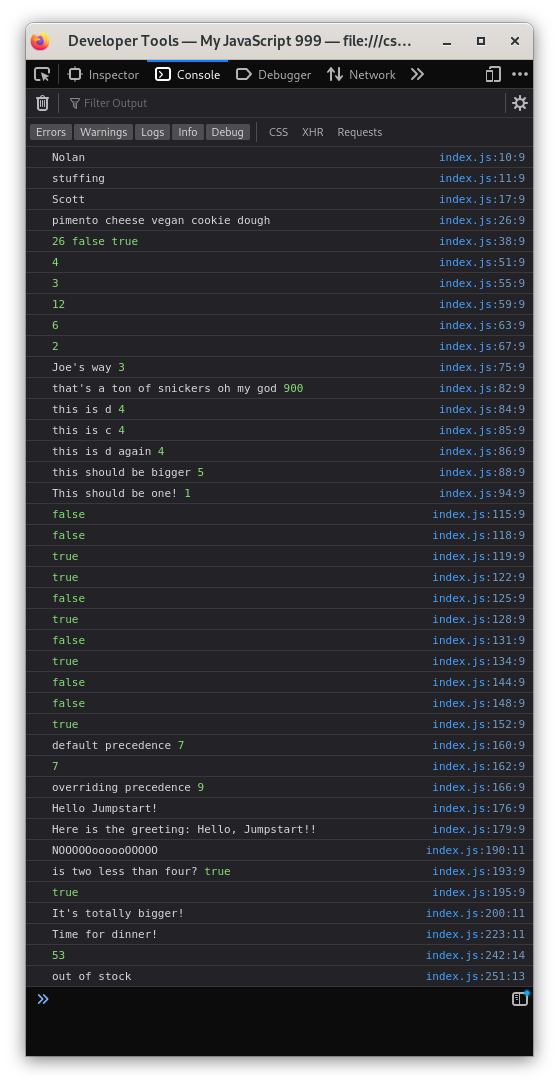 Developer Tools — My JavaScript 999 — file:///cs...
Inspector Console Debugger Network
Filter Output
Errors Warnings Logs Info Debug CSS XHR Requests
Nolan index.js:10:9
stuffing index.js:11:9
Scott index.js:17:9
pimento cheese vegan cookie dough index.js:26:9
26 false true index.js:38:9
4 index.js:51:9
3 index.js:55:9
12 index.js:59:9
6 index.js:63:9
2 index.js:67:9
Joe's way 3 index.js:75:9
that's a ton of snickers oh my god 900 index.js:82:9
this is d 4 index.js:84:9
this is c 4 index.js:85:9
this is d again 4 index.js:86:9
this should be bigger 5 index.js:88:9
This should be one! 1 index.js:94:9
false index.js:115:9
false index.js:118:9
true index.js:119:9
true index.js:122:9
false index.js:125:9
true index.js:128:9
false index.js:131:9
true index.js:134:9
false index.js:144:9
false index.js:148:9
true index.js:152:9
default precedence 7 index.js:160:9
7 index.js:162:9
overriding precedence 9 index.js:166:9
Hello Jumpstart! index.js:176:9
Here is the greeting: Hello, Jumpstart!! index.js:179:9
NOOOOOoooooOOOOO index.js:190:11
is two less than four? true index.js:193:9
true index.js:195:9
It's totally bigger! index.js:200:11
Time for dinner! index.js:223:11
53 index.js:242:14
out of stock index.js:251:13